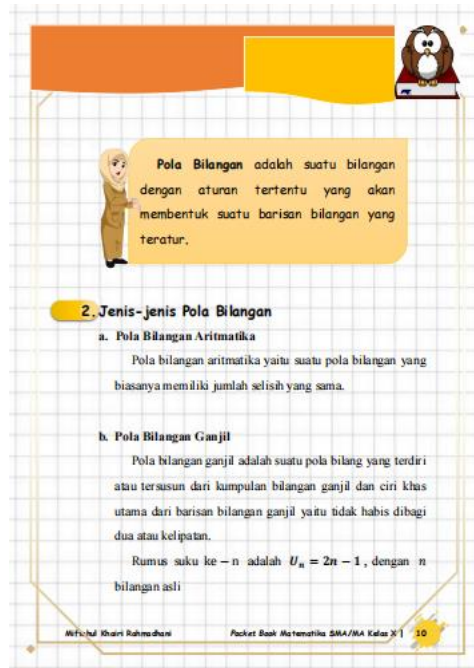 Pola Bilangan adalah suatu bilangan
dengan aturan tertentu yang akan
membentuk suatu barisan bilangan yang
teratur.
2. Jenis-jenis Pola Bilangan
a. Pola Bilangan Aritmatika
Pola bilangan aritmatika yaitu suatu pola bilangan yang
biasanya memiliki jumlah selisih yang sama.
b. Pola Bilangan Ganjil
Pola bilangan ganjil adalah suatu pola bilang yang terdiri
atau tersusun dari kumpulan bilangan ganjil dan ciri khas
utama dari barisan bilangan ganjil yaitu tidak habis dibagi
dua atau kelipatan.
Rumus suku ke – n adalah Uₙ = 2n − 1, dengan n
bilangan asli
Miftahul Khairi Rahmadhani Pocket Book Matematika SMA/MA Kelas X | 10